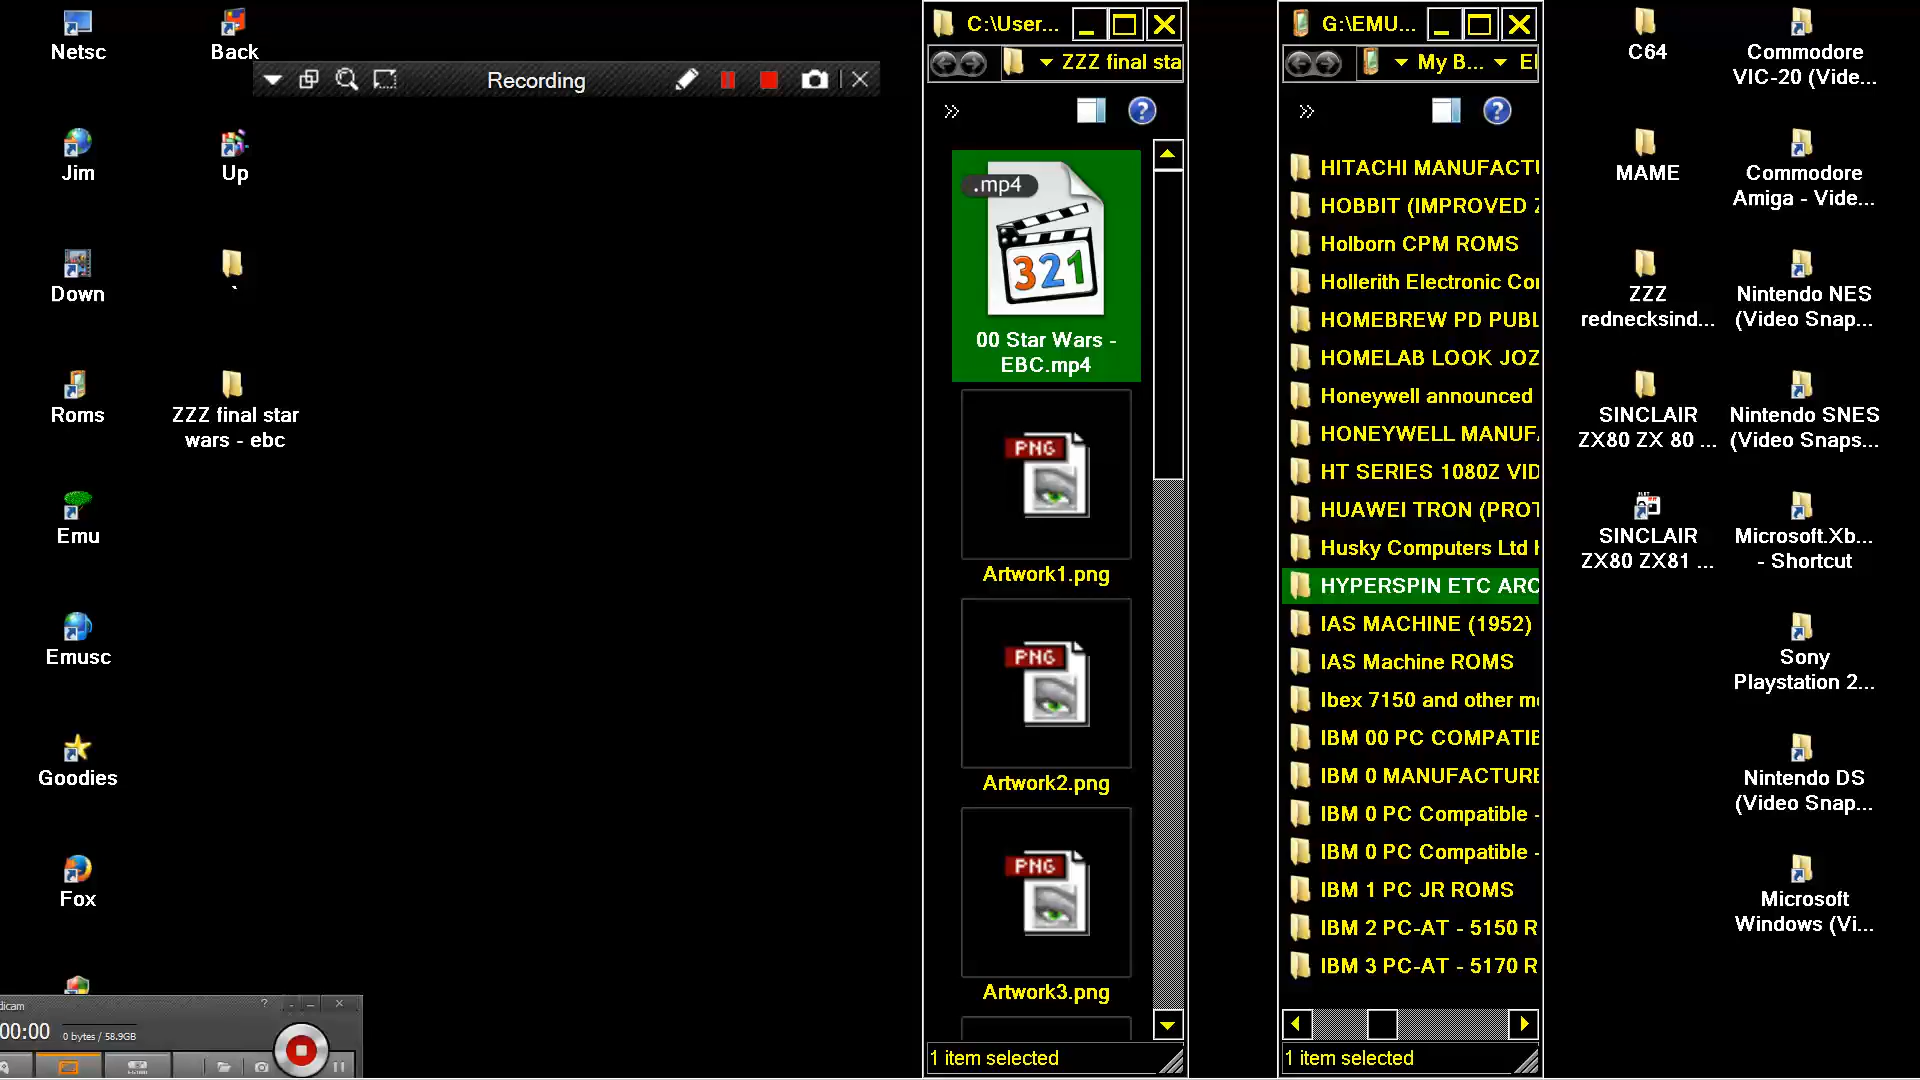 Netsc
Back
Recording
Jim
Up
Down
`
Roms
ZZZ final star
wars - ebc
Emu
Emusc
Goodies
Fox
dicam
?
00:00
0 bytes / 58.9GB
C:\User...
ZZZ final sta
»
?
.mp4
321
00 Star Wars -
EBC.mp4
PNG
Artwork1.png
PNG
Artwork2.png
PNG
Artwork3.png
1 item selected
G:\EMU...
My B...
»
?
HITACHI MANUFACTU
HOBBIT (IMPROVED
Holborn CPM ROMS
Hollerith Electronic Cor
HOMEBREW PD PUBL
HOMELAB LOOK JOZ
Honeywell announced
HONEYWELL MANUFA
HT SERIES 1080Z VID
HUAWEI TRON (PROT
Husky Computers Ltd
HYPERSPIN ETC ARC
IAS MACHINE (1952)
IAS Machine ROMS
Ibex 7150 and other m
IBM 00 PC COMPATIB
IBM 0 MANUFACTURE
IBM 0 PC Compatible -
IBM 0 PC Compatible -
IBM 1 PC JR ROMS
IBM 2 PC-AT - 5150 R
IBM 3 PC-AT - 5170 R
1 item selected
C64
Commodore
VIC-20 (Vide...
MAME
Commodore
Amiga - Vide...
ZZZ
rednecksind...
Nintendo NES
(Video Snap...
SINCLAIR
ZX80 ZX 80 ...
Nintendo SNES
(Video Snaps...
SINCLAIR
ZX80 ZX81 ...
Microsoft.Xb...
- Shortcut
Sony
Playstation 2...
Nintendo DS
(Video Snap...
Microsoft
Windows (Vi...